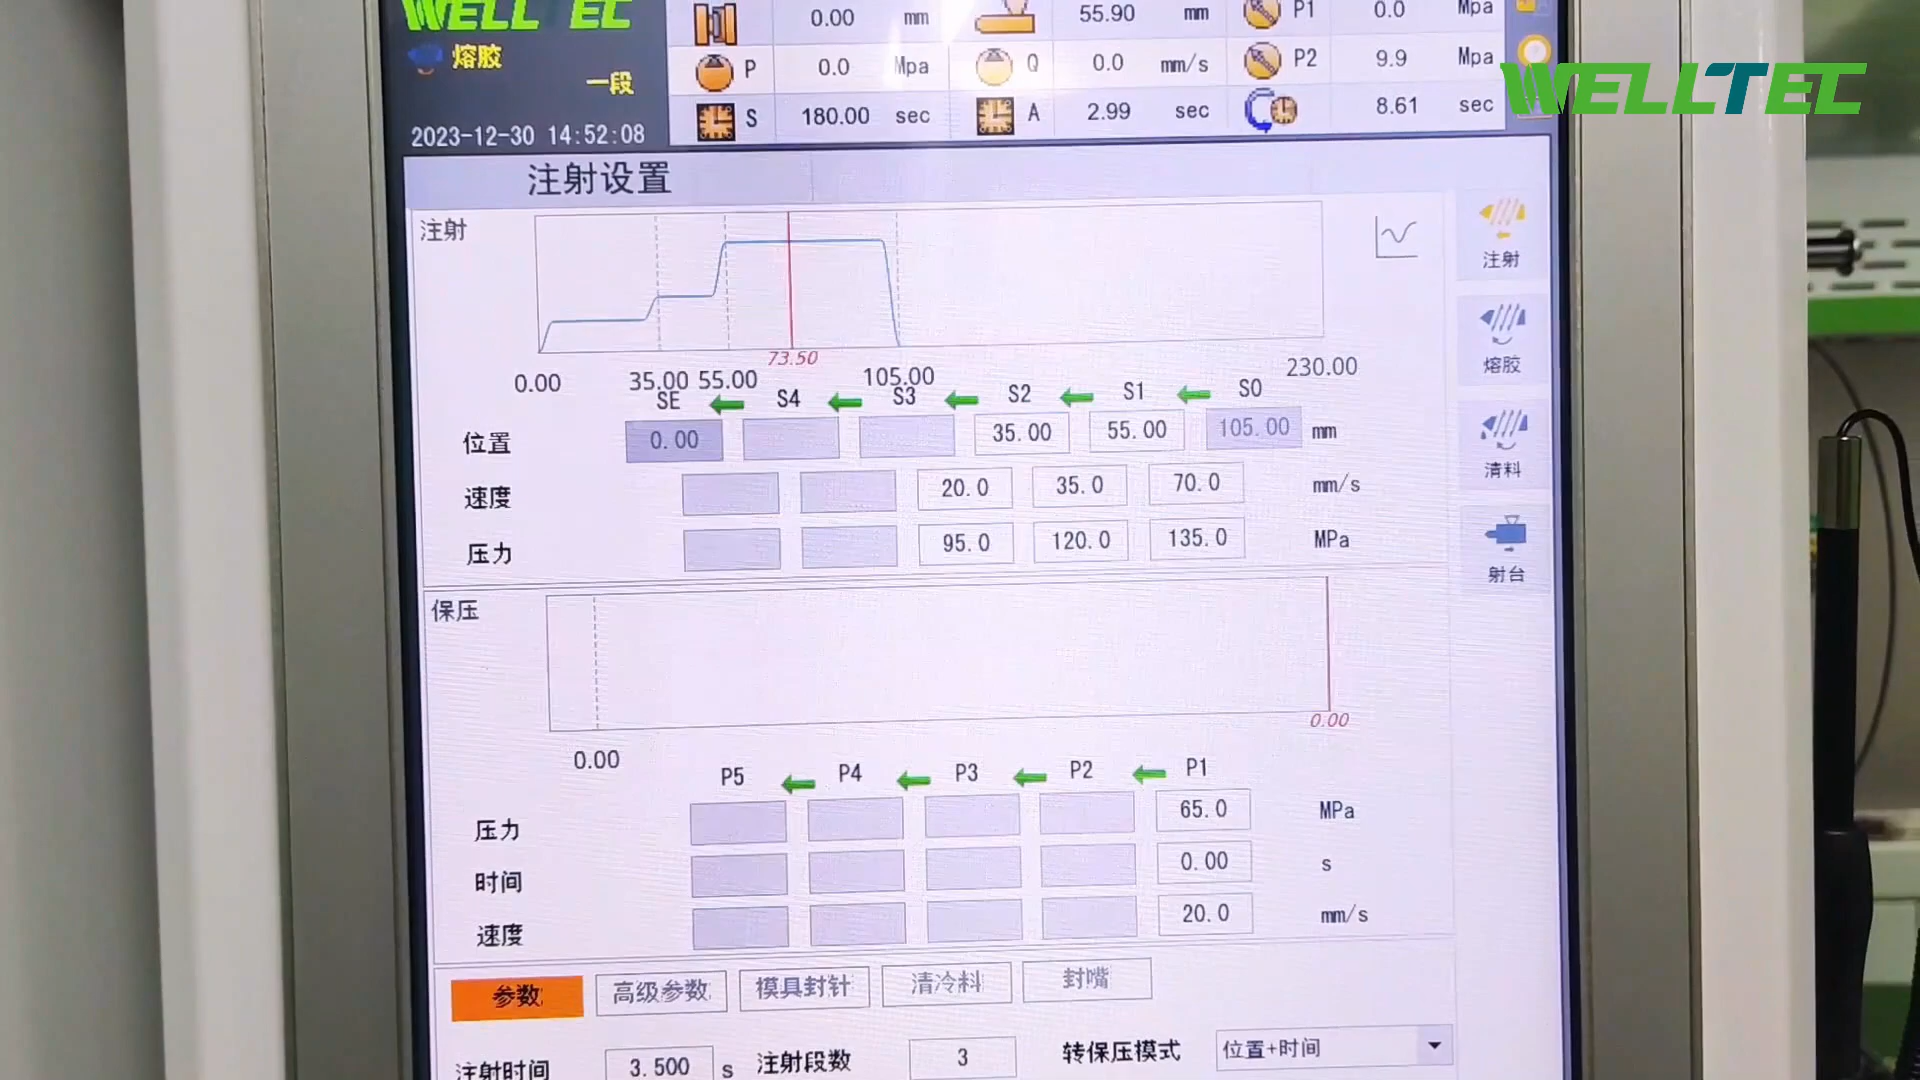 WELLTEC
0.00 mm 55.90 mm P1 0.0 Mpa
熔胶
一段
P 0.0 Mpa Q 0.0 mm/s P2 9.9 Mpa
WELLTEC
S 180.00 sec A 2.99 sec 8.61 sec
2023-12-30 14:52:08
注射设置
注射
73.50
0.00 35.00 55.00 105.00 230.00
SE S4 S3 S2 S1 S0
位置 0.00 35.00 55.00 105.00 mm
速度 20.0 35.0 70.0 mm/s
压力 95.0 120.0 135.0 MPa
注射
熔胶
清料
射台
保压
0.00
0.00
P5 P4 P3 P2 P1
压力 65.0 MPa
时间 0.00 s
速度 20.0 mm/s
参数 高级参数 模具封针 清冷料 封嘴
注射时间 3.500 s 注射段数 3 转保压模式 位置+时间